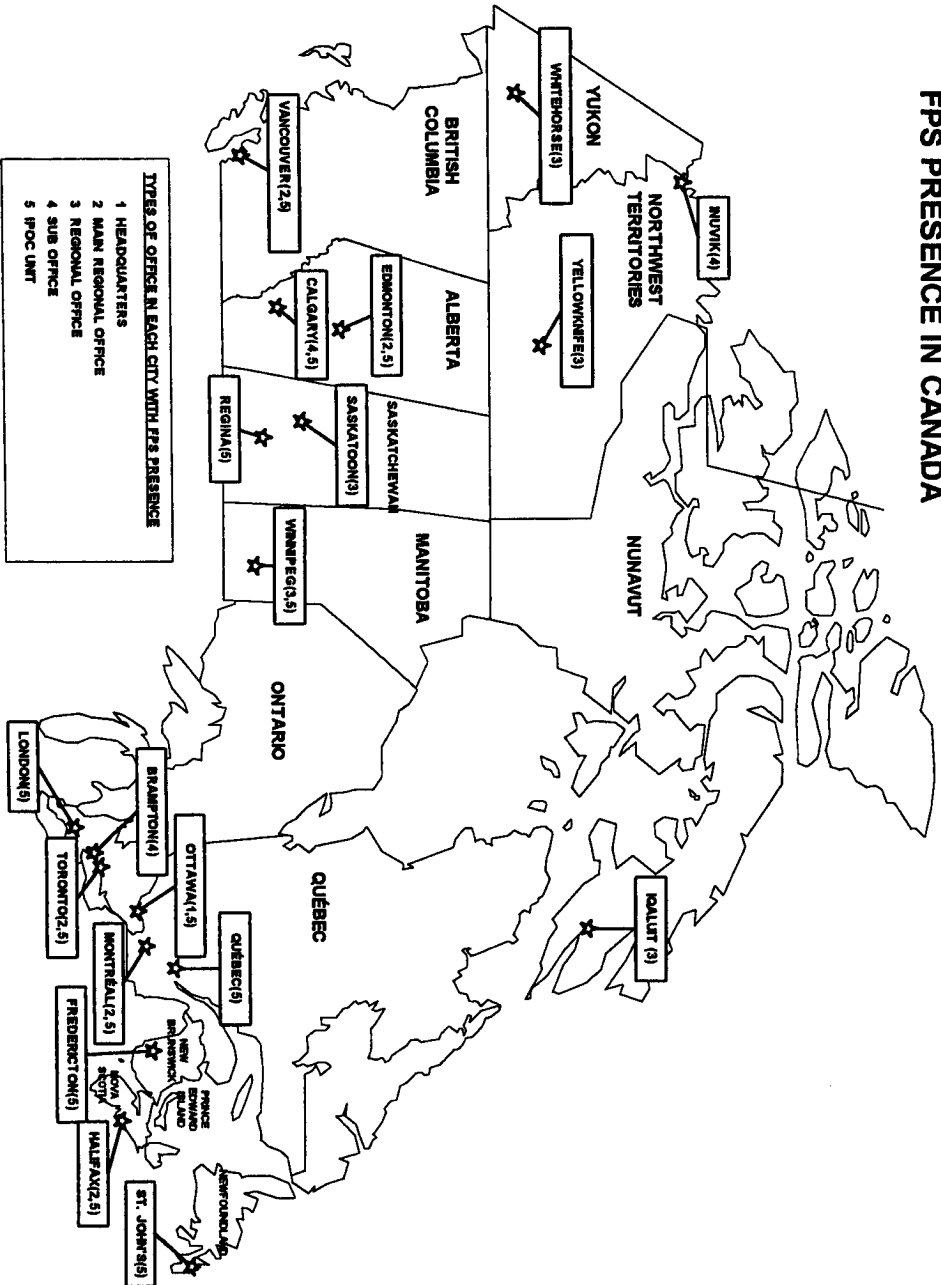 FPS PRESENCE IN CANADA
INUVIK(4)
YUKON
WHITEHORSE(3)
NORTHWEST
TERRITORIES
YELLOWKNIFE(3)
NUNAVUT
IQALUIT (3)
BRITISH
COLUMBIA
ALBERTA
SASKATCHEWAN
MANITOBA
ONTARIO
QUÉBEC
EDMONTON(2,5)
CALGARY(4,5)
SASKATOON(3)
VANCOUVER(2,5)
REGINA(5)
WINNIPEG(3,5)
QUÉBEC(5)
OTTAWA(1,5)
BRAMPTON(4)
NEWFOUNDLAND
PRINCE
EDWARD
ISLAND
NEW
BRUNSWICK
NOVA
SCOTIA
LONDON(5)
TORONTO(2,5)
MONTRÉAL(2,5)
FREDERICTON(5)
HALIFAX(2,5)
ST. JOHN'S(5)
TYPES OF OFFICE IN EACH CITY WITH FPS PRESENCE
1 HEADQUARTERS
2 MAIN REGIONAL OFFICE
3 REGIONAL OFFICE
4 SUB OFFICE
5 IPOC UNIT